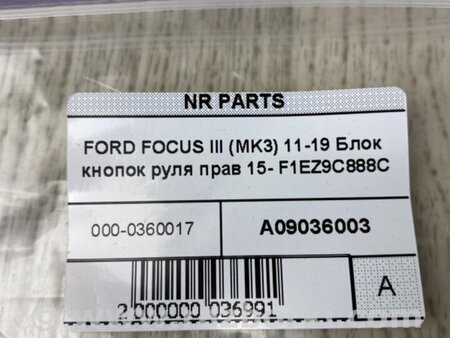 NR PARTS
FORD FOCUS III (MK3) 11-19 Блок
кнопок руля прав 15- F1EZ9C888C
000-0360017
A09036003
2 000000 036991
A